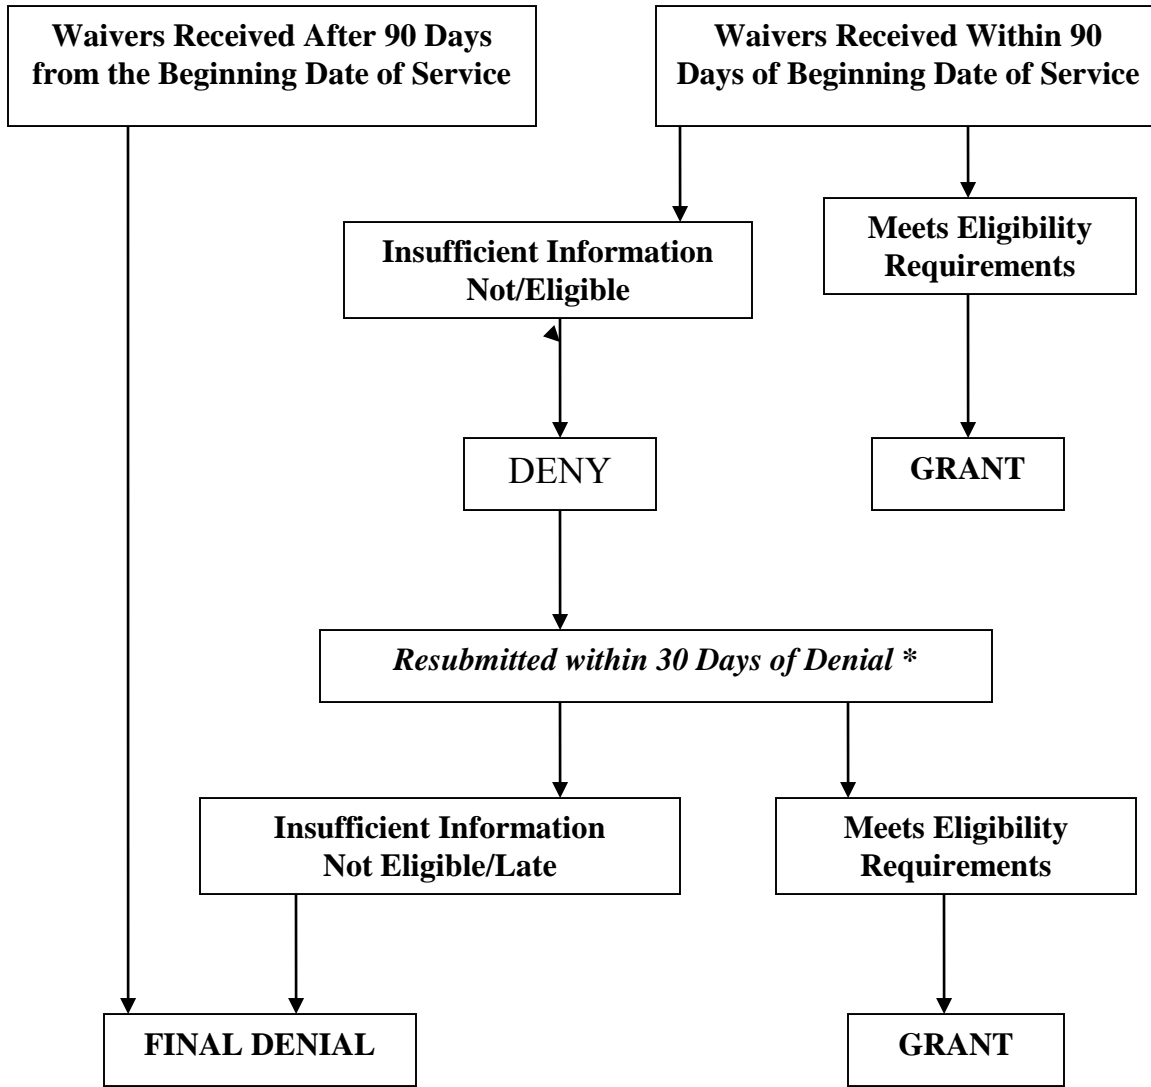 Waivers Received After 90 Days
from the Beginning Date of Service
Waivers Received Within 90
Days of Beginning Date of Service
Insufficient Information
Not/Eligible
Meets Eligibility
Requirements
DENY
GRANT
Resubmitted within 30 Days of Denial *
Insufficient Information
Not Eligible/Late
Meets Eligibility
Requirements
FINAL DENIAL
GRANT